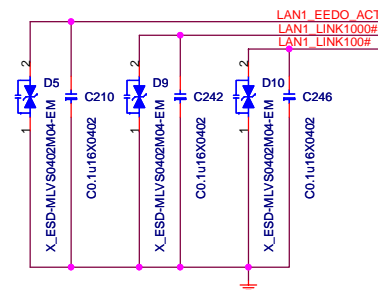 LAN1_EEDO_ACT
LAN1_LINK1000#
LAN1_LINK100#
2
D5
C210
1
X_ESD-MLVS0402M04-EM
C0.1u16X0402
2
D9
C242
1
X_ESD-MLVS0402M04-EM
C0.1u16X0402
2
D10
C246
1
X_ESD-MLVS0402M04-EM
C0.1u16X0402